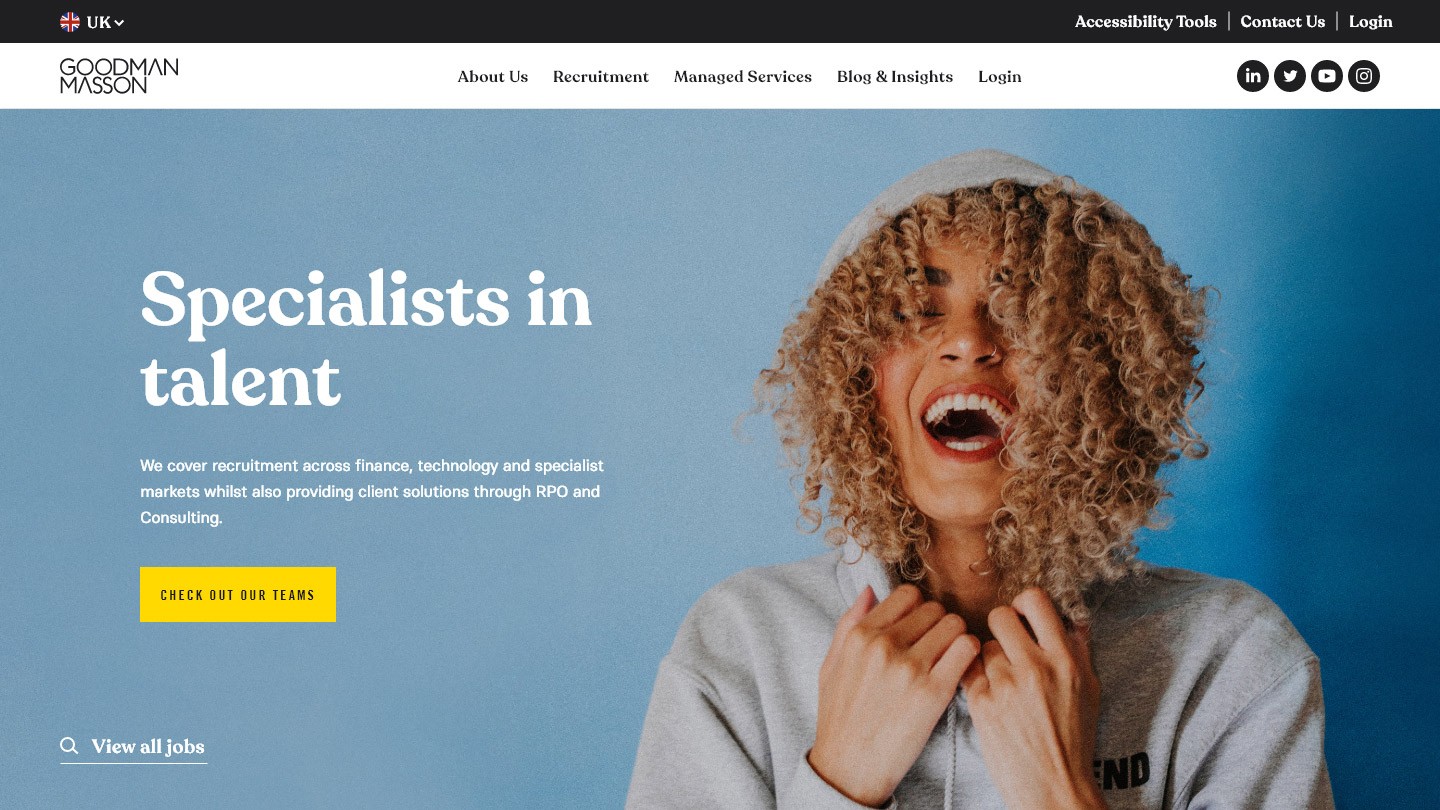 UK
Accessibility Tools
Contact Us
Login
GOODMAN
MASSON
About Us
Recruitment
Managed Services
Blog & Insights
Login
in
Specialists in
talent
We cover recruitment across finance, technology and specialist
markets whilst also providing client solutions through RPO and
Consulting.
CHECK OUT OUR TEAMS
View all jobs
END